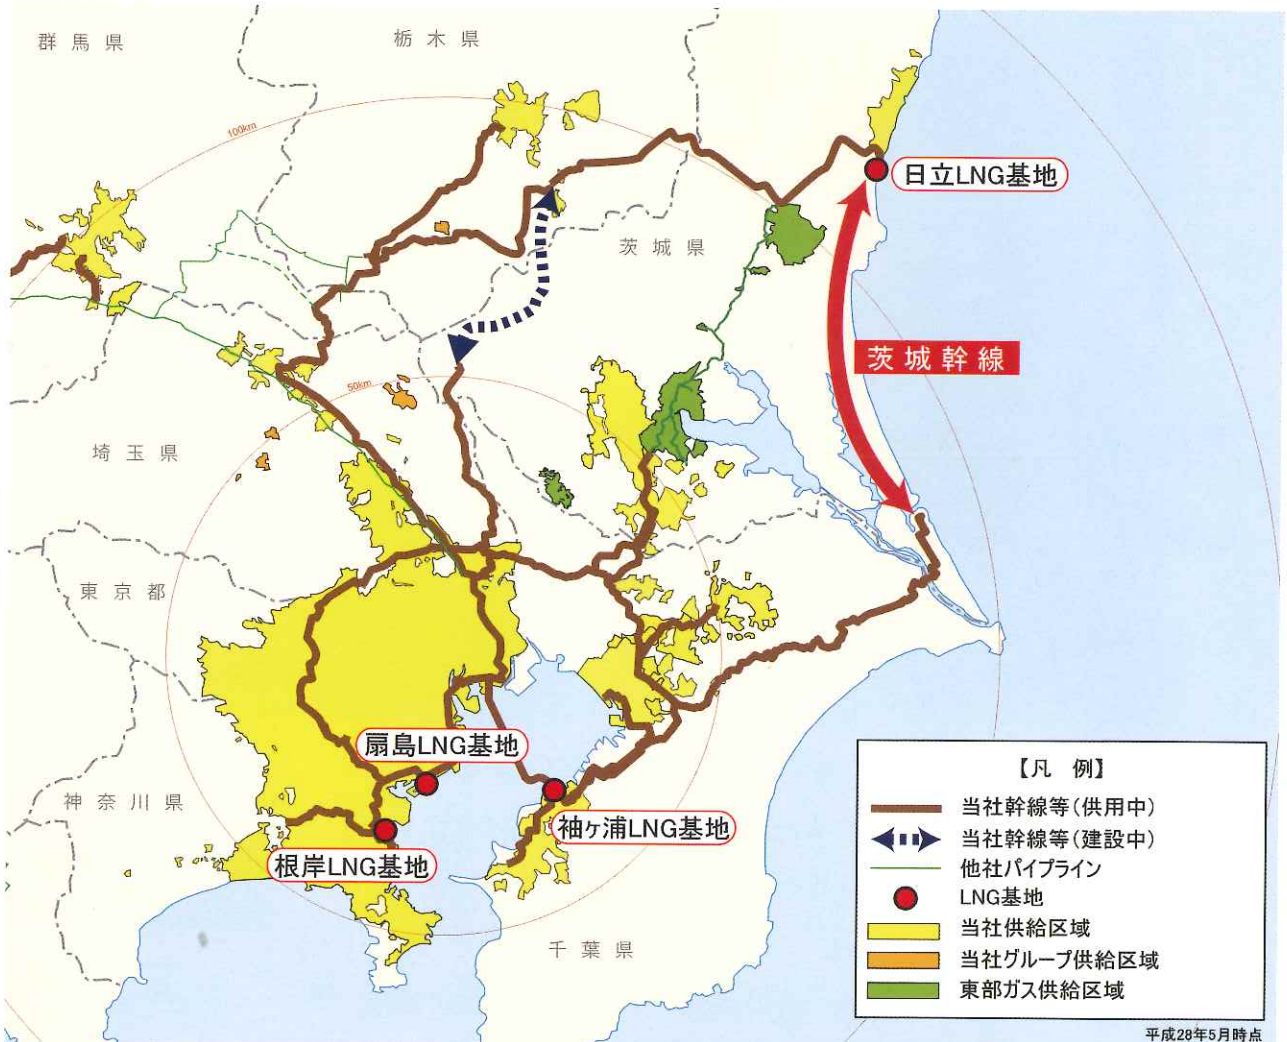 群馬県
栃木県
100km
日立LNG基地
茨城県
茨城幹線
50km
埼玉県
東京都
扇島LNG基地
神奈川県
袖ヶ浦LNG基地
根岸LNG基地
千葉県
【凡 例】
当社幹線等(供用中)
当社幹線等(建設中)
他社パイプライン
LNG基地
当社供給区域
当社グループ供給区域
東部ガス供給区域
平成28年5月時点